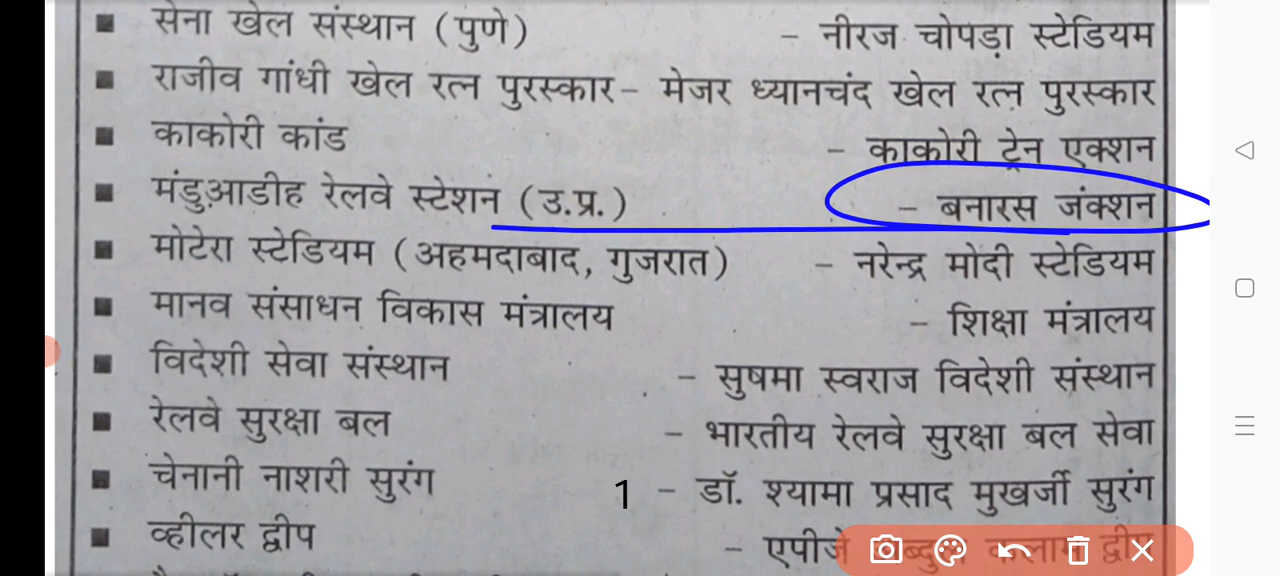 सेना खेल संस्थान (पुणे) – नीरज चोपड़ा स्टेडियम
राजीव गांधी खेल रत्न पुरस्कार – मेजर ध्यानचंद खेल रत्न पुरस्कार
काकोरी कांड – काकोरी ट्रेन एक्शन
मंडुआडीह रेलवे स्टेशन (उ.प्र.) – बनारस जंक्शन
मोटेरा स्टेडियम (अहमदाबाद, गुजरात) – नरेन्द्र मोदी स्टेडियम
मानव संसाधन विकास मंत्रालय – शिक्षा मंत्रालय
विदेशी सेवा संस्थान – सुषमा स्वराज विदेशी संस्थान
रेलवे सुरक्षा बल – भारतीय रेलवे सुरक्षा बल सेवा
चेनानी नाशरी सुरंग 1 – डॉ. श्यामा प्रसाद मुखर्जी सुरंग
व्हीलर द्वीप – एपीजे अब्दुल कलाम द्वीप